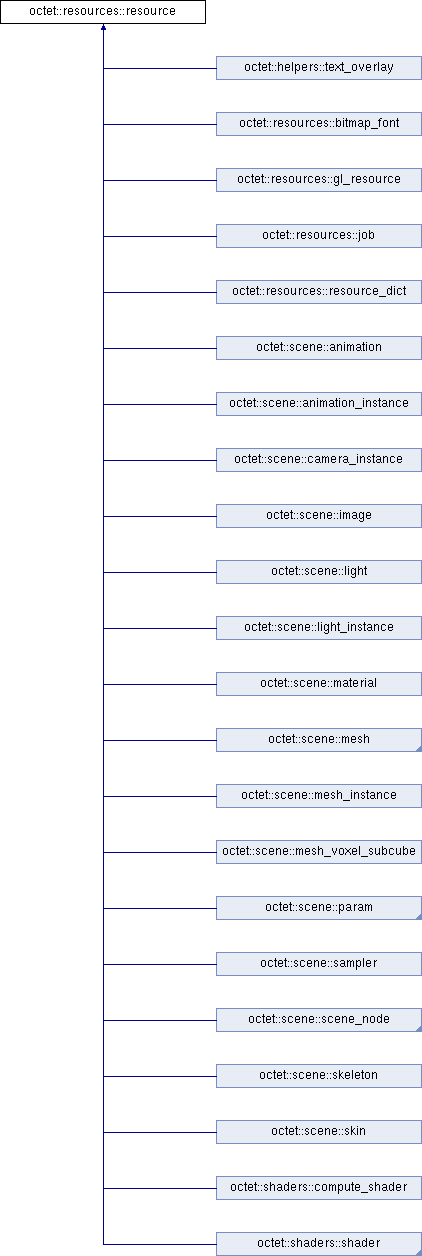 octet::resources::resource
octet::helpers::text_overlay
octet::resources::bitmap_font
octet::resources::gl_resource
octet::resources::job
octet::resources::resource_dict
octet::scene::animation
octet::scene::animation_instance
octet::scene::camera_instance
octet::scene::image
octet::scene::light
octet::scene::light_instance
octet::scene::material
octet::scene::mesh
octet::scene::mesh_instance
octet::scene::mesh_voxel_subcube
octet::scene::param
octet::scene::sampler
octet::scene::scene_node
octet::scene::skeleton
octet::scene::skin
octet::shaders::compute_shader
octet::shaders::shader